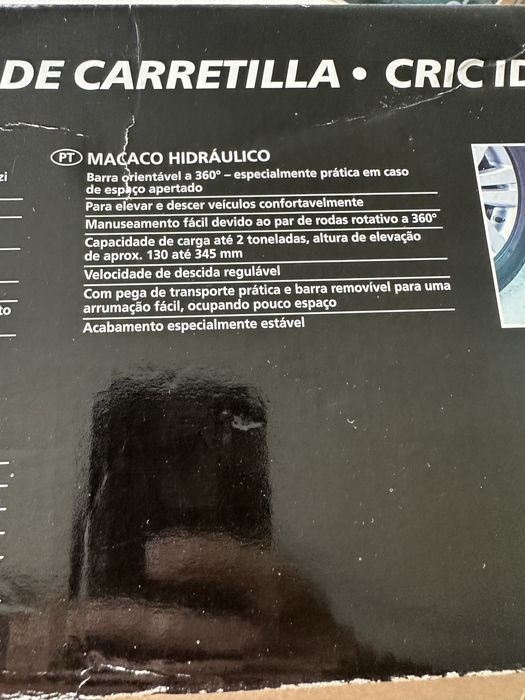 DE CARRETILLA • CRIC ID
PT MACACO HIDRÁULICO
Barra orientável a 360° – especialmente prática em caso
de espaço apertado
Para elevar e descer veículos confortavelmente
Manuseamento fácil devido ao par de rodas rotativo a 360°
Capacidade de carga até 2 toneladas, altura de elevação
de aprox. 130 até 345 mm
Velocidade de descida regulável
Com pega de transporte prática e barra removível para uma
arrumação fácil, ocupando pouco espaço
Acabamento especialmente estável
zi
to